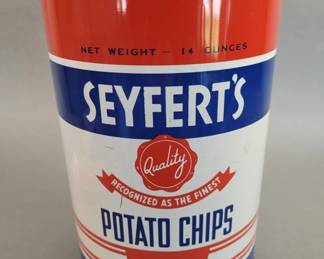 NET WEIGHT – 14 OUNCES
SEYFERT'S
Quality
RECOGNIZED AS THE FINEST
POTATO CHIPS